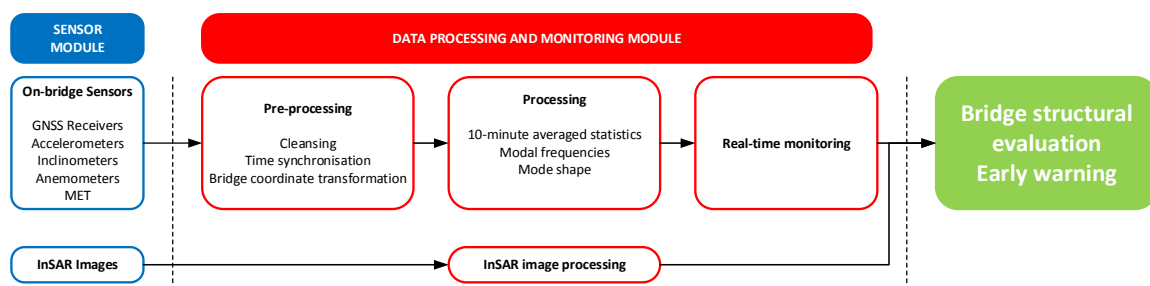 SENSOR
MODULE
DATA PROCESSING AND MONITORING MODULE
On-bridge Sensors
GNSS Receivers
Accelerometers
Inclinometers
Anemometers
MET
Pre-processing
Cleansing
Time synchronisation
Bridge coordinate transformation
Processing
10-minute averaged statistics
Modal frequencies
Mode shape
Real-time monitoring
Bridge structural
evaluation
Early warning
InSAR Images
InSAR image processing